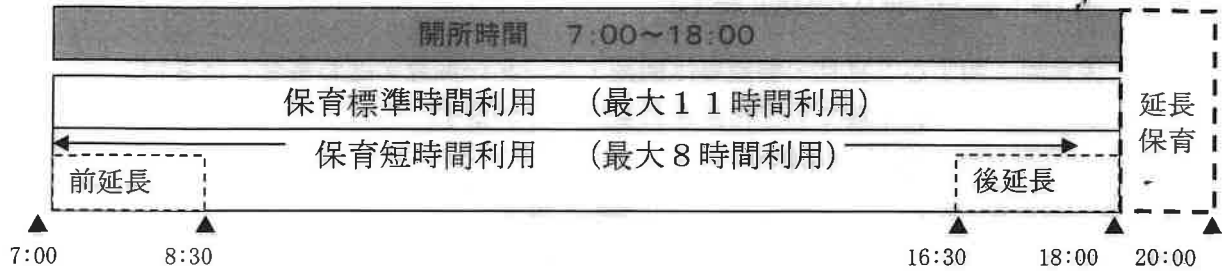 開所時間　7:00～18:00
保育標準時間利用　（最大１１時間利用）
保育短時間利用　（最大８時間利用）
前延長
後延長
延長
保育
7:00
8:30
16:30
18:00
20:00